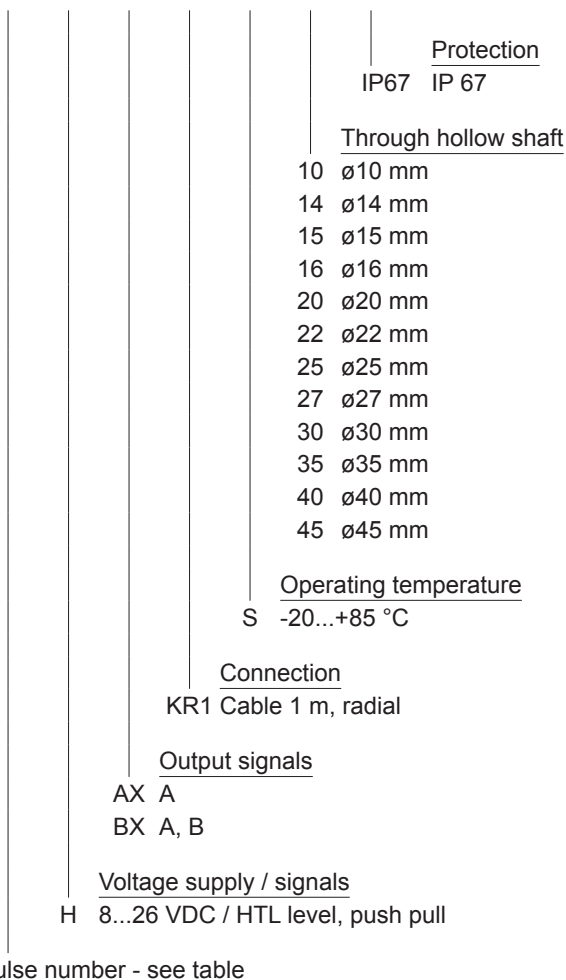 Protection
IP67 IP 67
Through hollow shaft
10 ø10 mm
14 ø14 mm
15 ø15 mm
16 ø16 mm
20 ø20 mm
22 ø22 mm
25 ø25 mm
27 ø27 mm
30 ø30 mm
35 ø35 mm
40 ø40 mm
45 ø45 mm
Operating temperature
S -20...+85 °C
Connection
KR1 Cable 1 m, radial
Output signals
AX A
BX A, B
Voltage supply / signals
H 8...26 VDC / HTL level, push pull
ulse number - see table